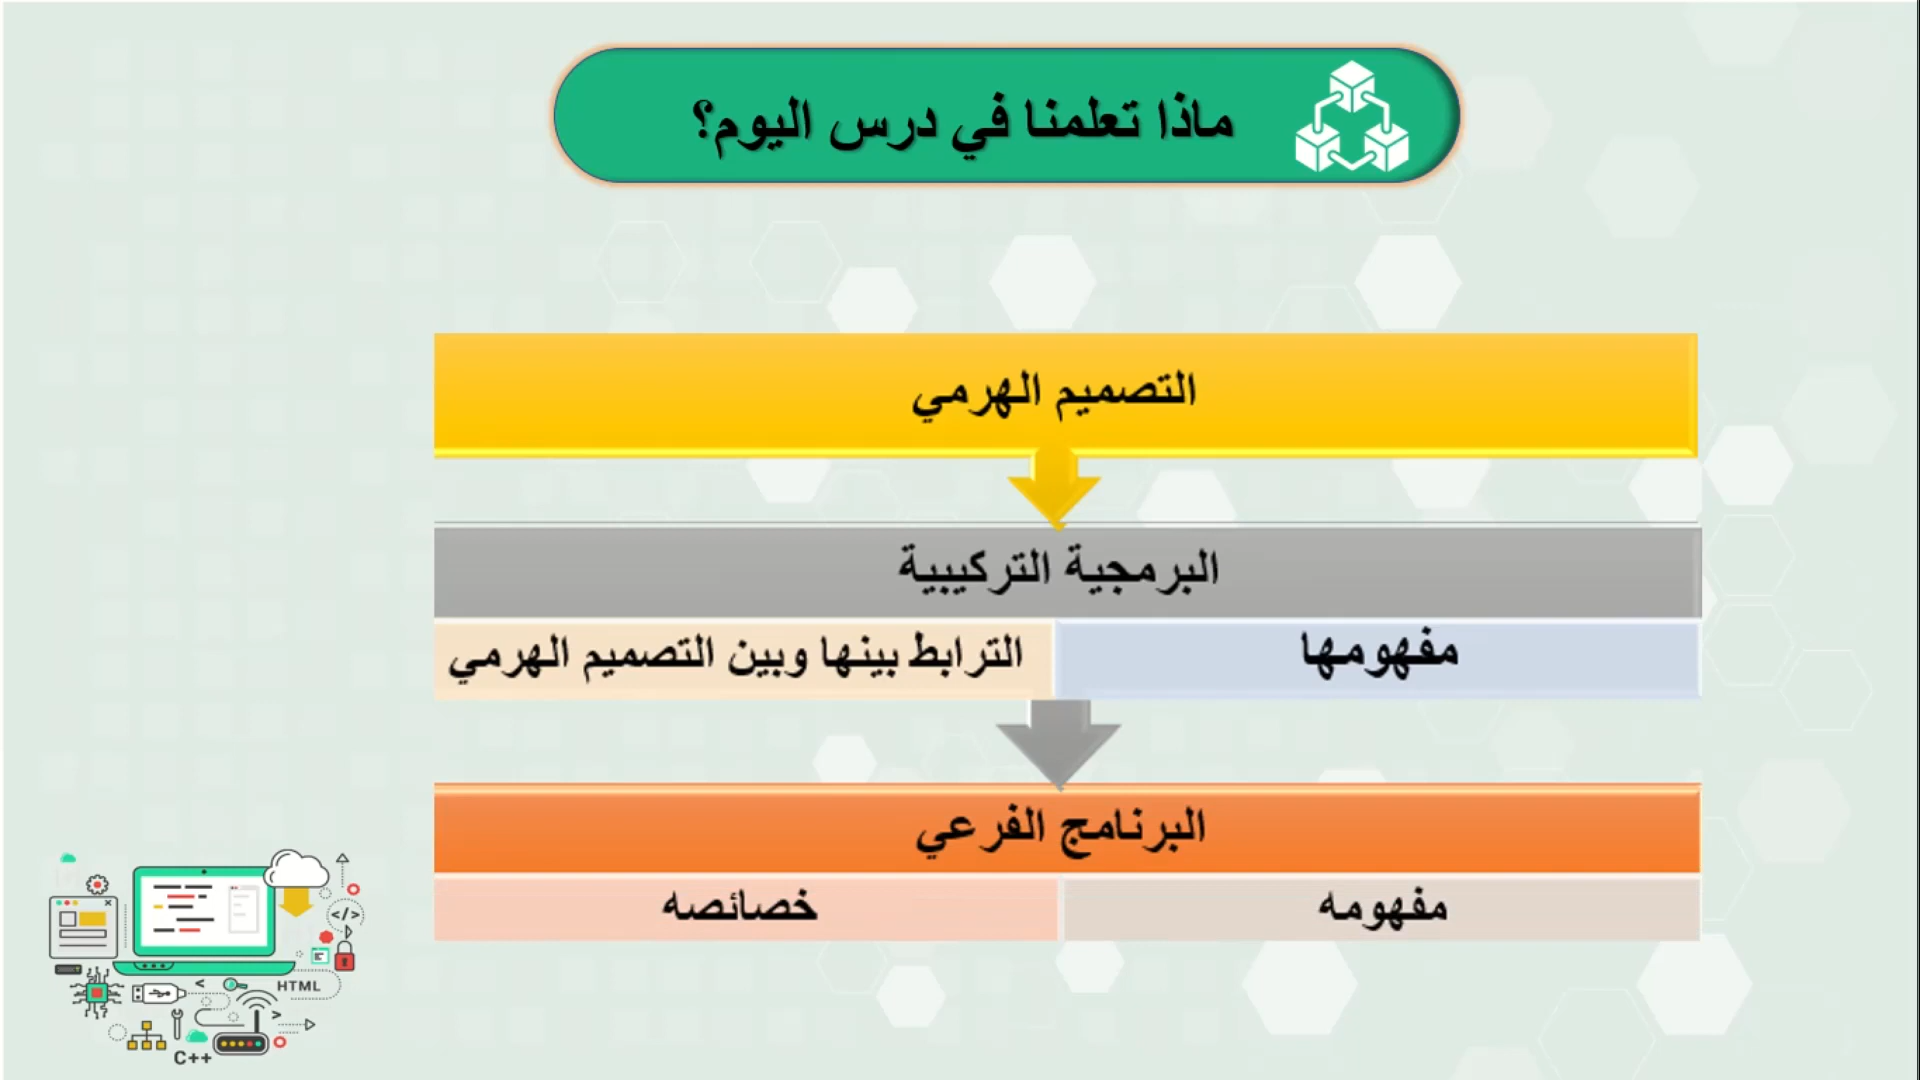 ماذا تعلمنا في درس اليوم؟
التصميم الهرمي
البرمجية التركيبية
مفهومها
الترابط بينها وبين التصميم الهرمي
البرنامج الفرعي
مفهومه
خصائصه
</>
HTML
C++